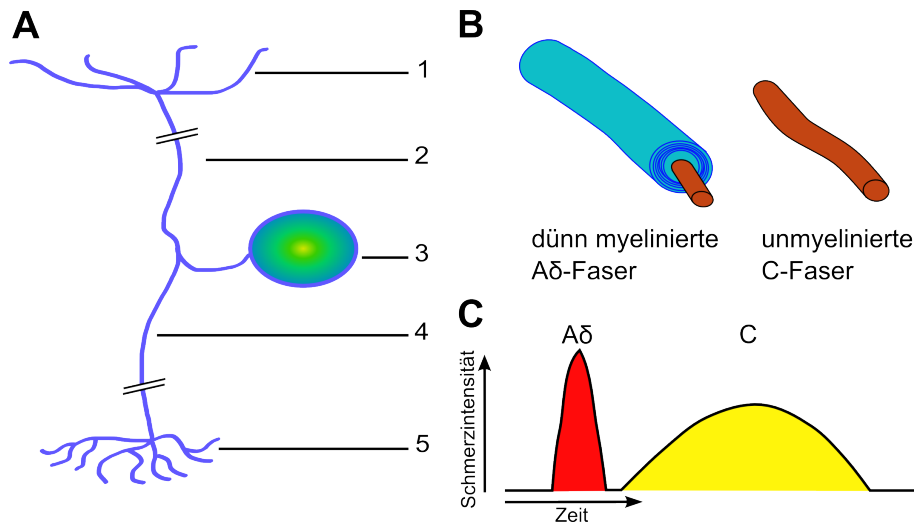 A
1
2
3
4
5
B
dünn myelinierte
Aδ-Faser
unmyelinierte
C-Faser
C
Aδ
C
Schmerzintensität
Zeit